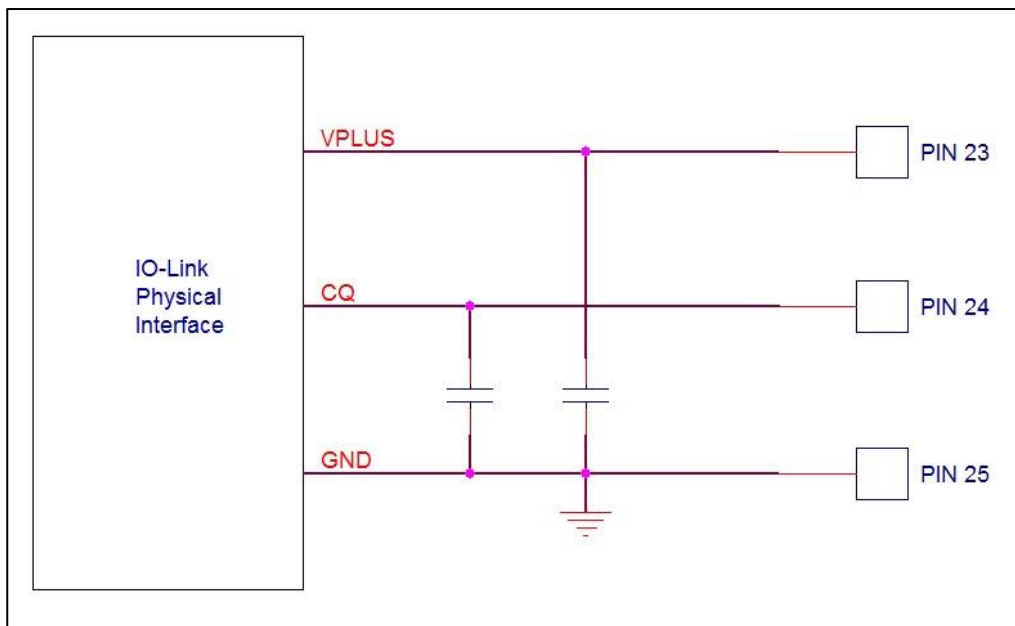 VPLUS
PIN 23
IO-Link
Physical
Interface
CQ
PIN 24
GND
PIN 25